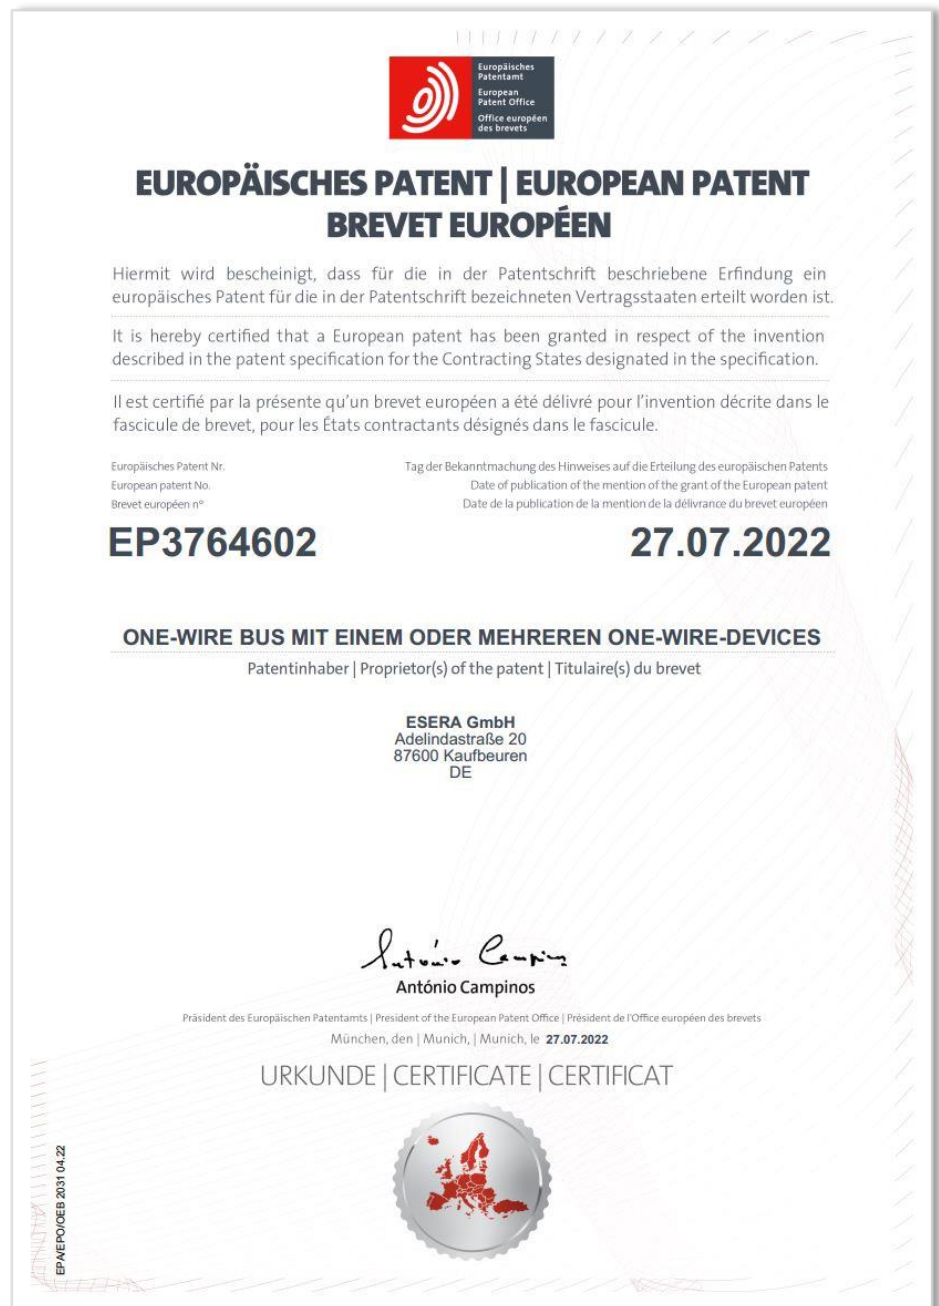 Europäisches
Patentamt
European
Patent Office
Office européen
des brevets
EUROPÄISCHES PATENT | EUROPEAN PATENT
BREVET EUROPÉEN
Hiermit wird bescheinigt, dass für die in der Patentschrift beschriebene Erfindung ein
europäisches Patent für die in der Patentschrift bezeichneten Vertragsstaaten erteilt worden ist.
It is hereby certified that a European patent has been granted in respect of the invention
described in the patent specification for the Contracting States designated in the specification.
Il est certifié par la présente qu'un brevet européen a été délivré pour l'invention décrite dans le
fascicule de brevet, pour les États contractants désignés dans le fascicule.
Europäisches Patent Nr.
European patent No.
Brevet européen n°
Tag der Bekanntmachung des Hinweises auf die Erteilung des europäischen Patents
Date of publication of the mention of the grant of the European patent
Date de la publication de la mention de la délivrance du brevet européen
EP3764602
27.07.2022
ONE-WIRE BUS MIT EINEM ODER MEHREREN ONE-WIRE-DEVICES
Patentinhaber | Proprietor(s) of the patent | Titulaire(s) du brevet
ESERA GmbH
Adelindastraße 20
87600 Kaufbeuren
DE
António Campinos
António Campinos
Präsident des Europäischen Patentamts | President of the European Patent Office | Président de l'Office européen des brevets
München, den | Munich, | Munich, le 27.07.2022
URKUNDE | CERTIFICATE | CERTIFICAT
EPA/EPO/OEB 2031 04.22